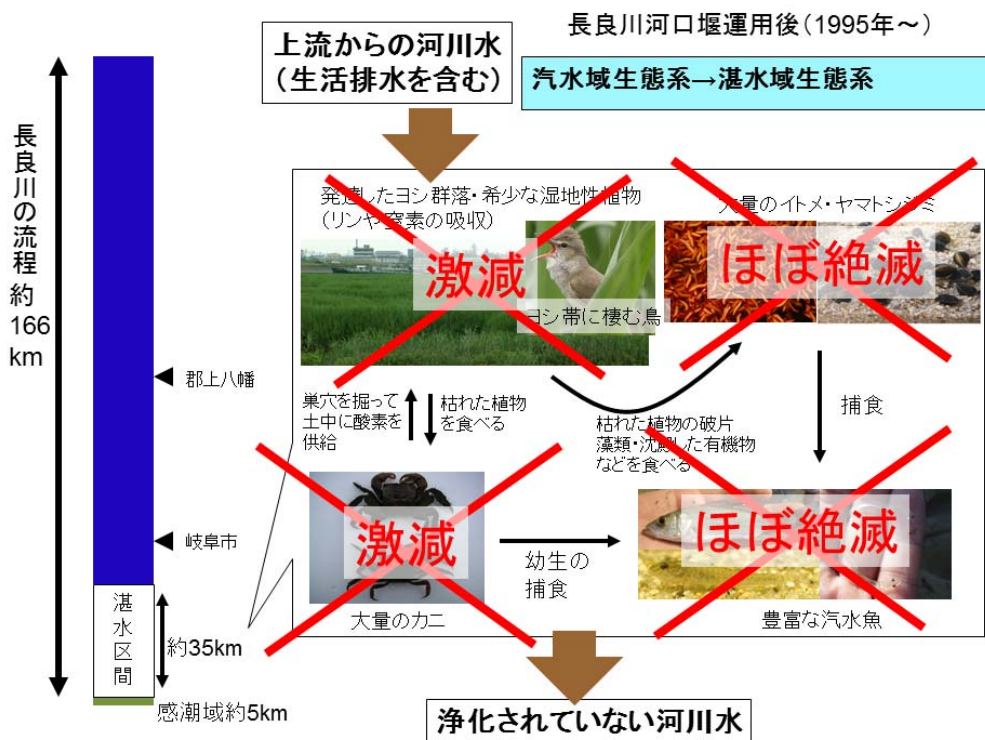 長良川河口堰運用後(1995年～)
上流からの河川水
(生活排水を含む)
汽水域生態系→湛水域生態系
長良川の流程約
166
km
郡上八幡
岐阜市
湛水区間
約35km
感潮域約5km
発達したヨシ群落・希少な湿地性植物
(リンや窒素の吸収)
激減
ヨシ帯に棲む鳥
大量のイトメ・ヤマトシジミ
ほぼ絶滅
巣穴を掘って
土中に酸素を
供給
枯れた植物
を食べる
枯れた植物の破片
藻類・沈殿した有機物
などを食べる
捕食
激減
大量のカニ
幼生の
捕食
ほぼ絶滅
豊富な汽水魚
浄化されていない河川水